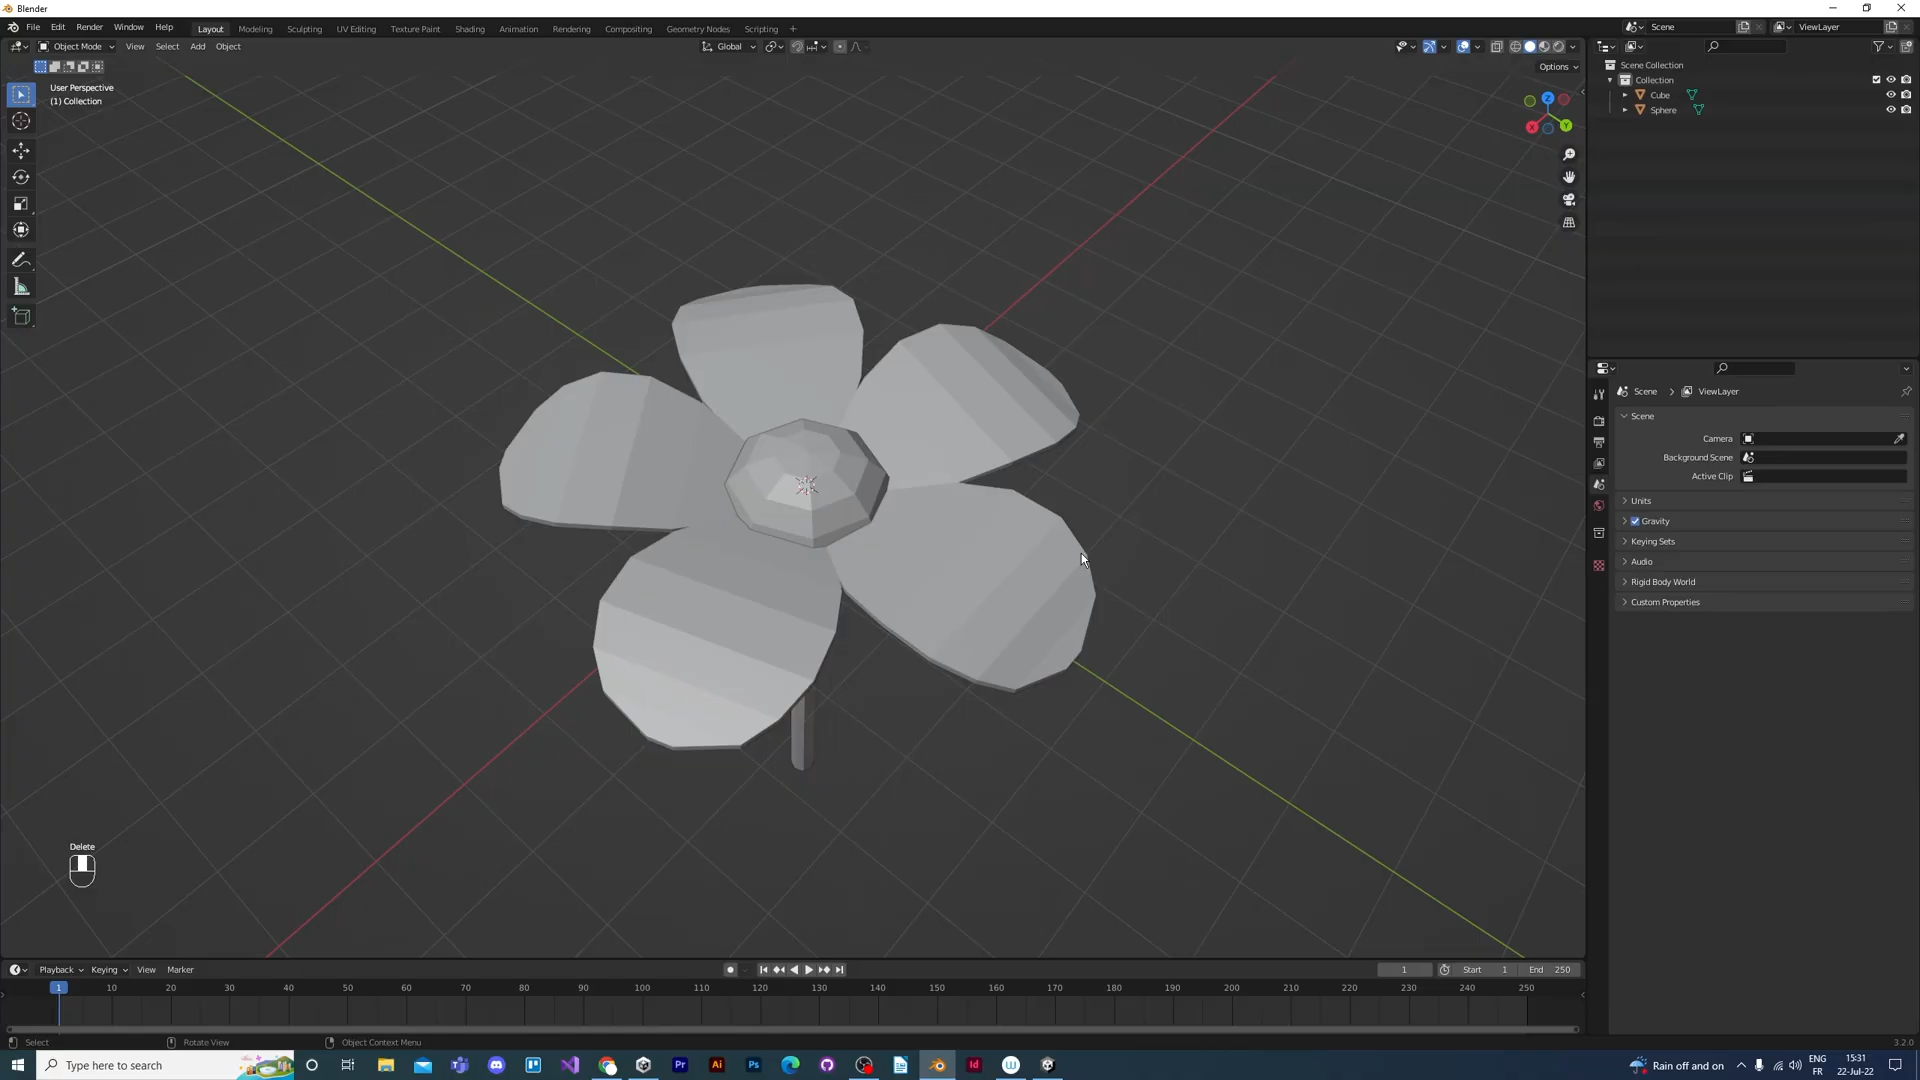 Blender
File Edit Render Window Help Layout Modeling Sculpting UV Editing Texture Paint Shading Animation Rendering Compositing Geometry Nodes Scripting + Scene ViewLayer
Object Mode View Select Add Object Global
Options
User Perspective
(1) Collection
Z
X
Y
Scene Collection
Collection
Cube
Sphere
Scene > ViewLayer
Scene
Camera
Background Scene
Active Clip
Units
Gravity
Keying Sets
Audio
Rigid Body World
Custom Properties
Delete
Playback Keying View Marker 1 Start 1 End 250
1 10 20 30 40 50 60 70 80 90 100 110 120 130 140 150 160 170 180 190 200 210 220 230 240 250
Select Rotate View Object Context Menu 3.2.0
Type here to search
Pr Ai Ps Id
Rain off and on
ENG
FR
15:31
22-Jul-22